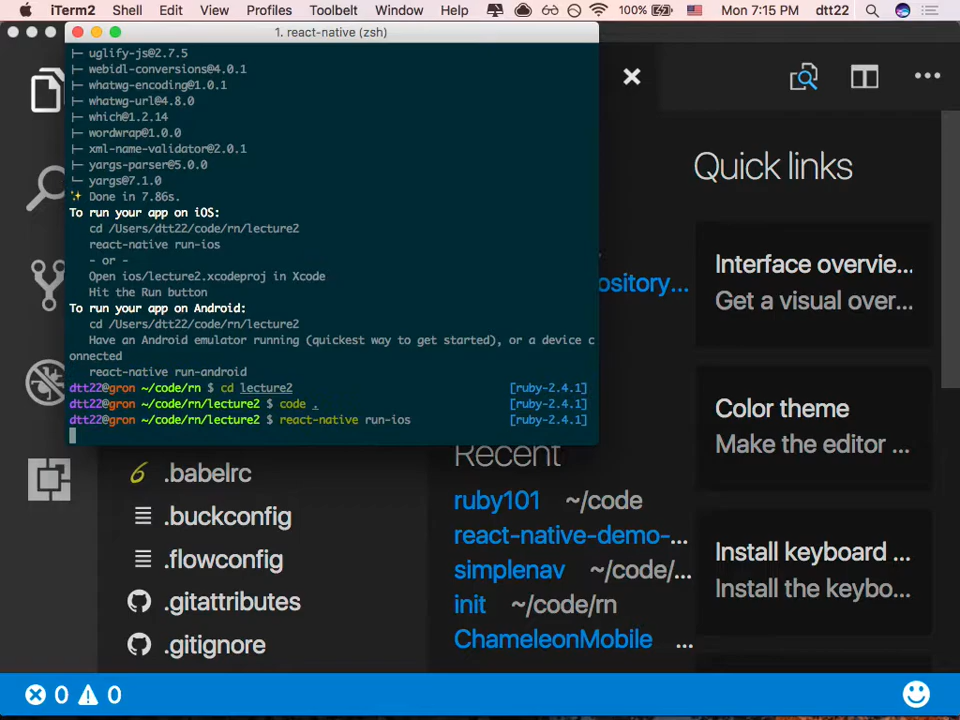 iTerm2 Shell Edit View Profiles Toolbelt Window Help 100% Mon 7:15 PM dtt22
1. react-native (zsh)
├─ uglify-js@2.7.5
├─ webidl-conversions@4.0.1
├─ whatwg-encoding@1.0.1
├─ whatwg-url@4.8.0
├─ which@1.2.14
├─ wordwrap@1.0.0
├─ xml-name-validator@2.0.1
├─ yargs-parser@5.0.0
└─ yargs@7.1.0
✨ Done in 7.86s.
To run your app on iOS:
cd /Users/dtt22/code/rn/lecture2
react-native run-ios
- or -
Open ios/lecture2.xcodeproj in Xcode
Hit the Run button
To run your app on Android:
cd /Users/dtt22/code/rn/lecture2
Have an Android emulator running (quickest way to get started), or a device c
onnected
react-native run-android
dtt22@gron ~/code/rn $ cd lecture2 [ruby-2.4.1]
dtt22@gron ~/code/rn/lecture2 $ code . [ruby-2.4.1]
dtt22@gron ~/code/rn/lecture2 $ react-native run-ios [ruby-2.4.1]
.babelrc
.buckconfig
.flowconfig
.gitattributes
.gitignore
ository...
Recent
ruby101 ~/code
react-native-demo-...
simplenav ~/code/...
init ~/code/rn
ChameleonMobile ...
Quick links
Interface overvie...
Get a visual over...
Color theme
Make the editor ...
Install keyboard ...
Install the keybo...
0 0